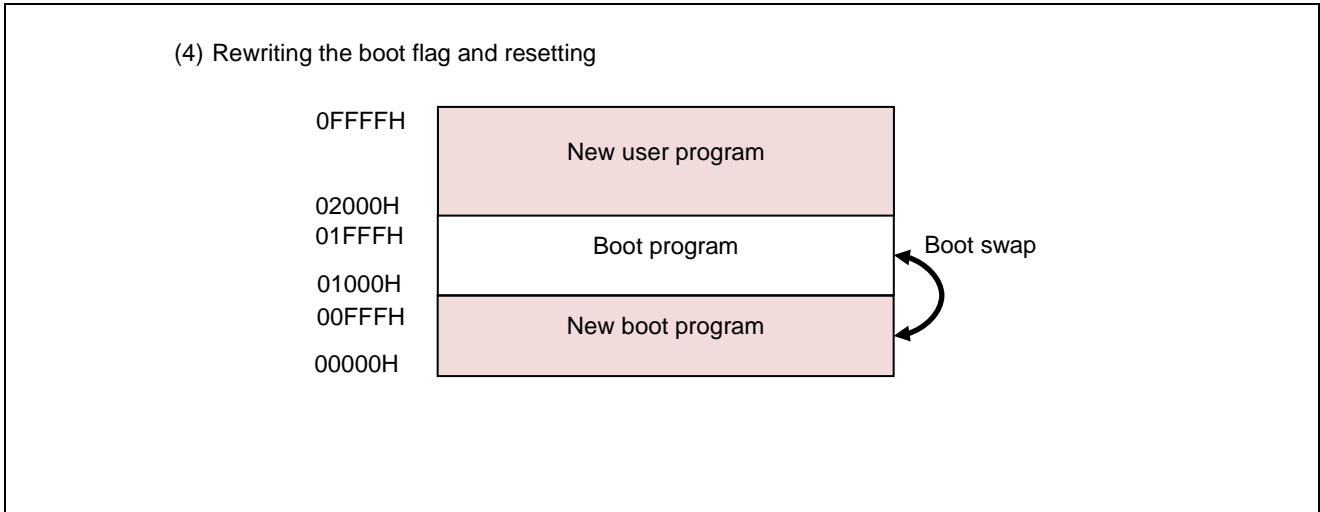 (4) Rewriting the boot flag and resetting
0FFFFH
New user program
02000H
01FFFH
Boot program
Boot swap
01000H
00FFFH
New boot program
00000H